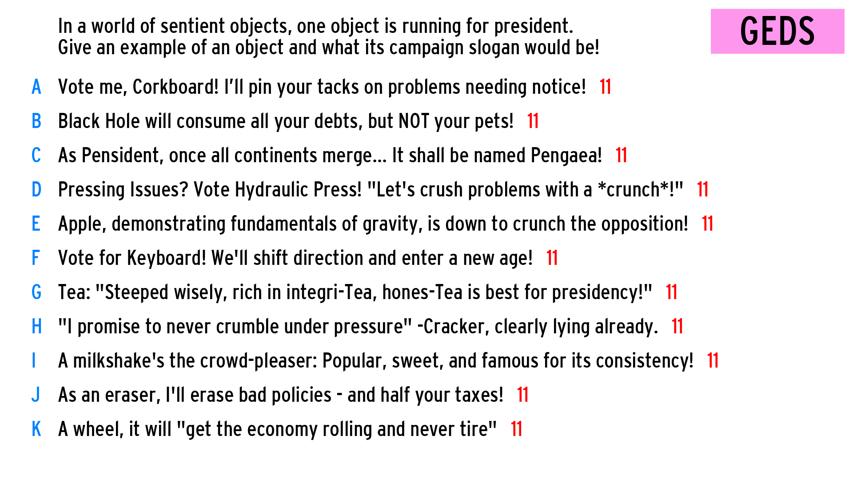 In a world of sentient objects, one object is running for president.
Give an example of an object and what its campaign slogan would be!
GEDS
A Vote me, Corkboard! I’ll pin your tacks on problems needing notice! 11
B Black Hole will consume all your debts, but NOT your pets! 11
C As Pensident, once all continents merge... It shall be named Pengaea! 11
D Pressing Issues? Vote Hydraulic Press! "Let's crush problems with a *crunch*!" 11
E Apple, demonstrating fundamentals of gravity, is down to crunch the opposition! 11
F Vote for Keyboard! We'll shift direction and enter a new age! 11
G Tea: "Steeped wisely, rich in integri-Tea, hones-Tea is best for presidency!" 11
H "I promise to never crumble under pressure" -Cracker, clearly lying already. 11
I A milkshake's the crowd-pleaser: Popular, sweet, and famous for its consistency! 11
J As an eraser, I'll erase bad policies - and half your taxes! 11
K A wheel, it will "get the economy rolling and never tire" 11